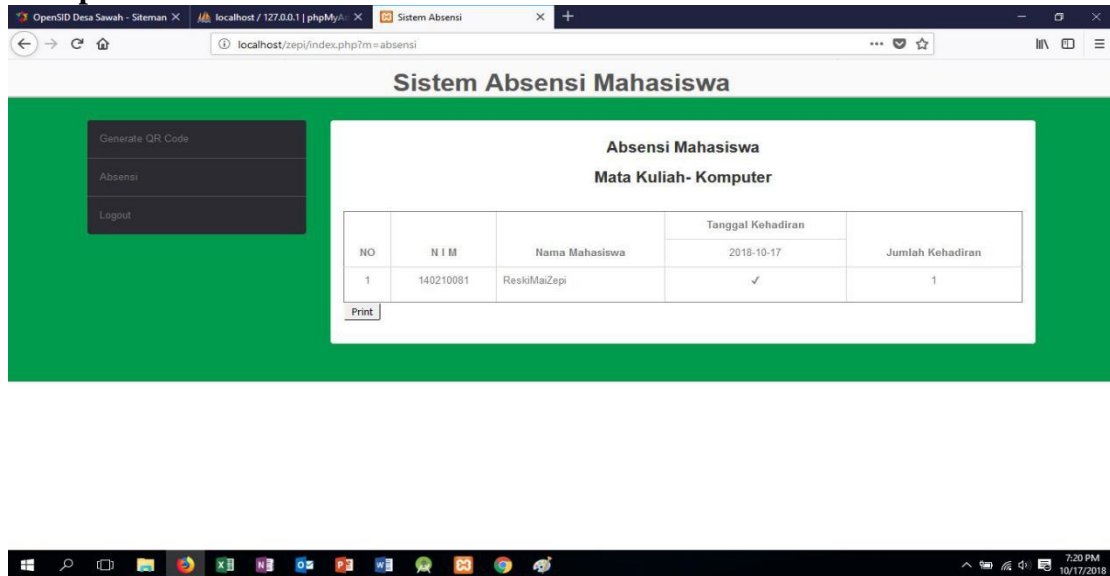 OpenSID Desa Sawah - Siteman
localhost / 127.0.0.1 | phpMyA
Sistem Absensi
localhost/zepi/index.php?m=absensi
Sistem Absensi Mahasiswa
Generate QR Code
Absensi
Logout
Absensi Mahasiswa
Mata Kuliah- Komputer
NO N I M Nama Mahasiswa Tanggal Kehadiran Jumlah Kehadiran
2018-10-17
1 140210081 ReskiMaiZepi ✓ 1
Print
7:20 PM
10/17/2018